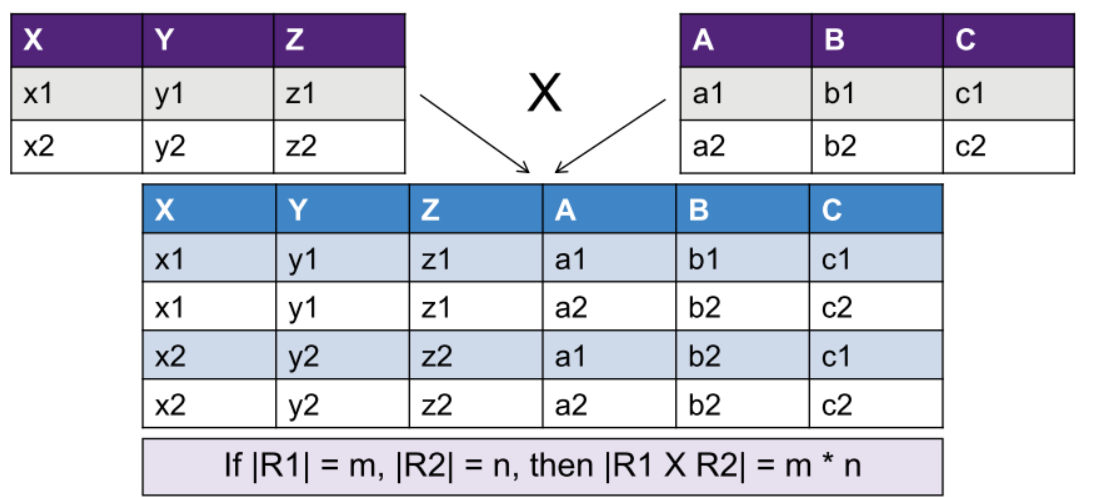 X Y Z
x1 y1 z1
x2 y2 z2
X
A B C
a1 b1 c1
a2 b2 c2
X Y Z A B C
x1 y1 z1 a1 b1 c1
x1 y1 z1 a2 b2 c2
x2 y2 z2 a1 b2 c1
x2 y2 z2 a2 b2 c2
If |R1| = m, |R2| = n, then |R1 X R2| = m * n